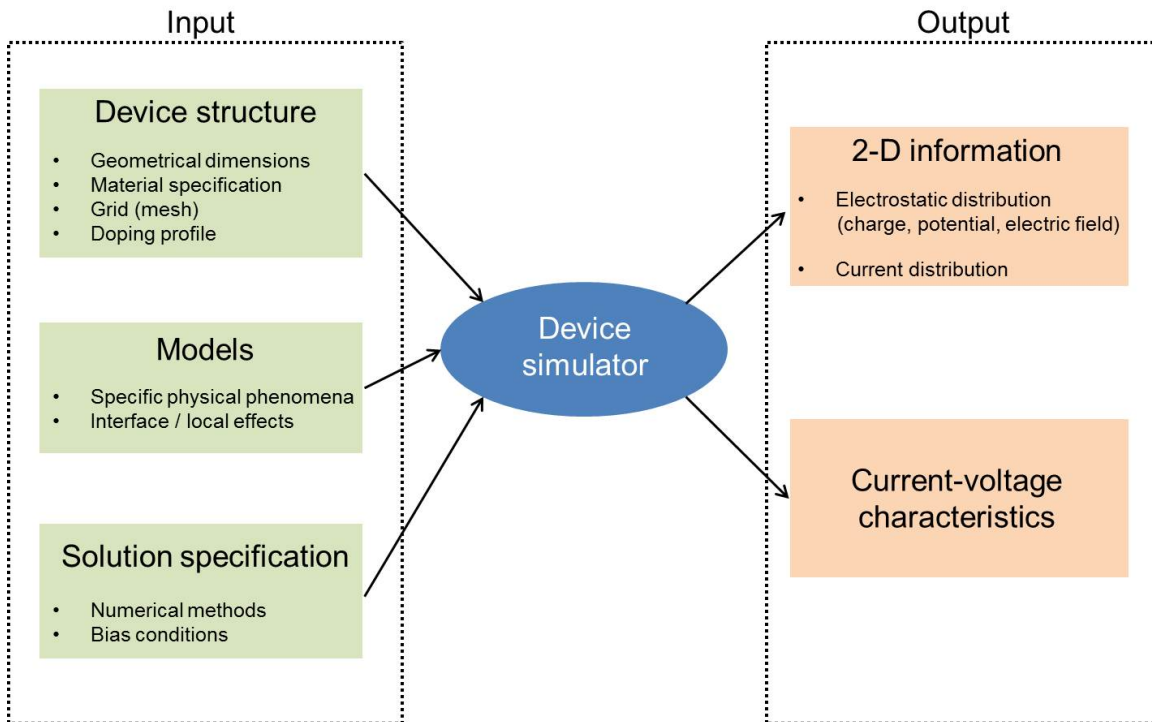 Input
Device structure
• Geometrical dimensions
• Material specification
• Grid (mesh)
• Doping profile
Models
• Specific physical phenomena
• Interface / local effects
Solution specification
• Numerical methods
• Bias conditions
Device
simulator
Output
2-D information
• Electrostatic distribution
(charge, potential, electric field)
• Current distribution
Current-voltage
characteristics